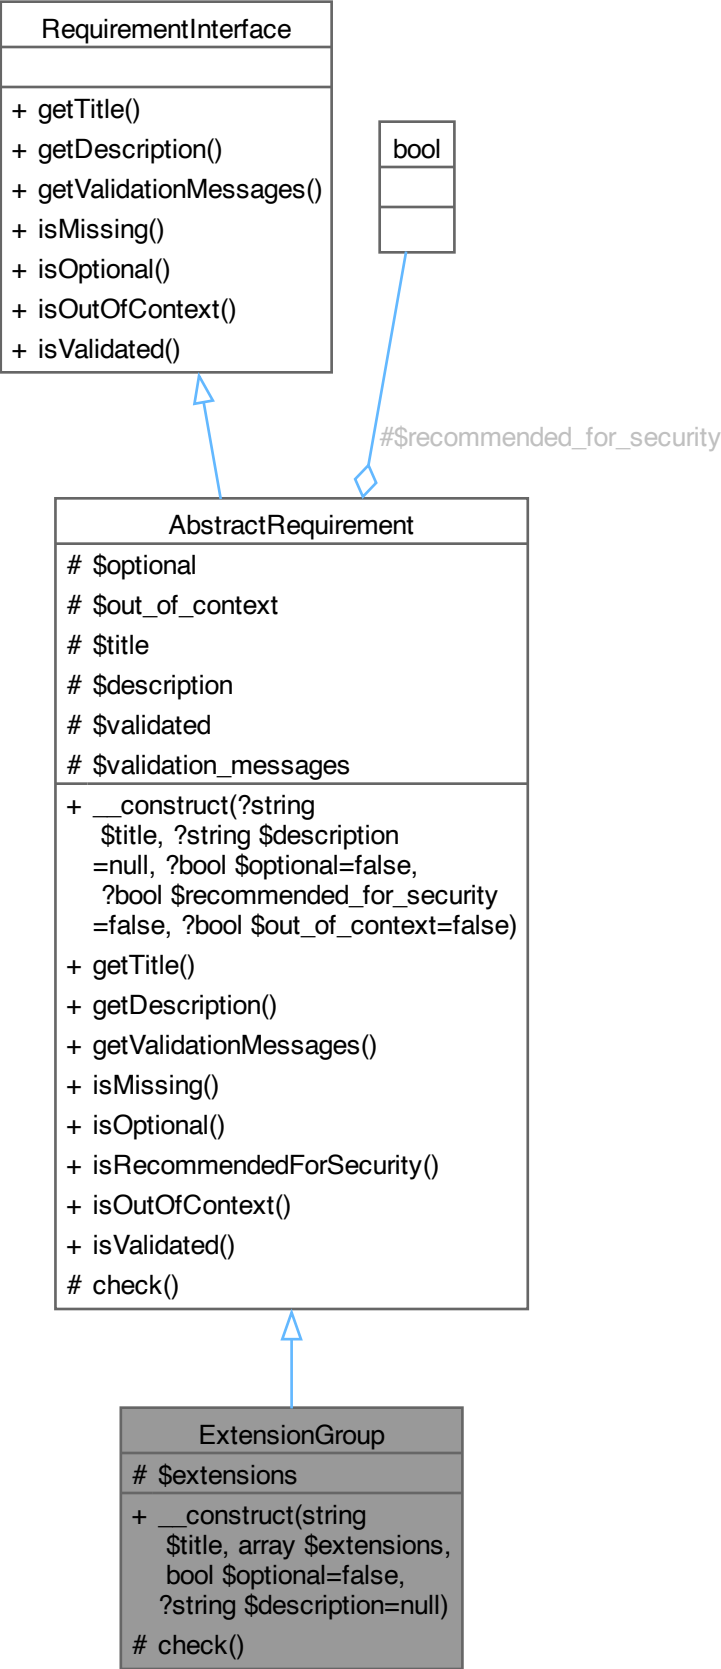 RequirementInterface
+ getTitle()
+ getDescription()
+ getValidationMessages()
+ isMissing()
+ isOptional()
+ isOutOfContext()
+ isValidated()
bool
#$recommended_for_security
AbstractRequirement
# $optional
# $out_of_context
# $title
# $description
# $validated
# $validation_messages
+ __construct(?string
$title, ?string $description
=null, ?bool $optional=false,
?bool $recommended_for_security
=false, ?bool $out_of_context=false)
+ getTitle()
+ getDescription()
+ getValidationMessages()
+ isMissing()
+ isOptional()
+ isRecommendedForSecurity()
+ isOutOfContext()
+ isValidated()
# check()
ExtensionGroup
# $extensions
+ __construct(string
$title, array $extensions,
bool $optional=false,
?string $description=null)
# check()